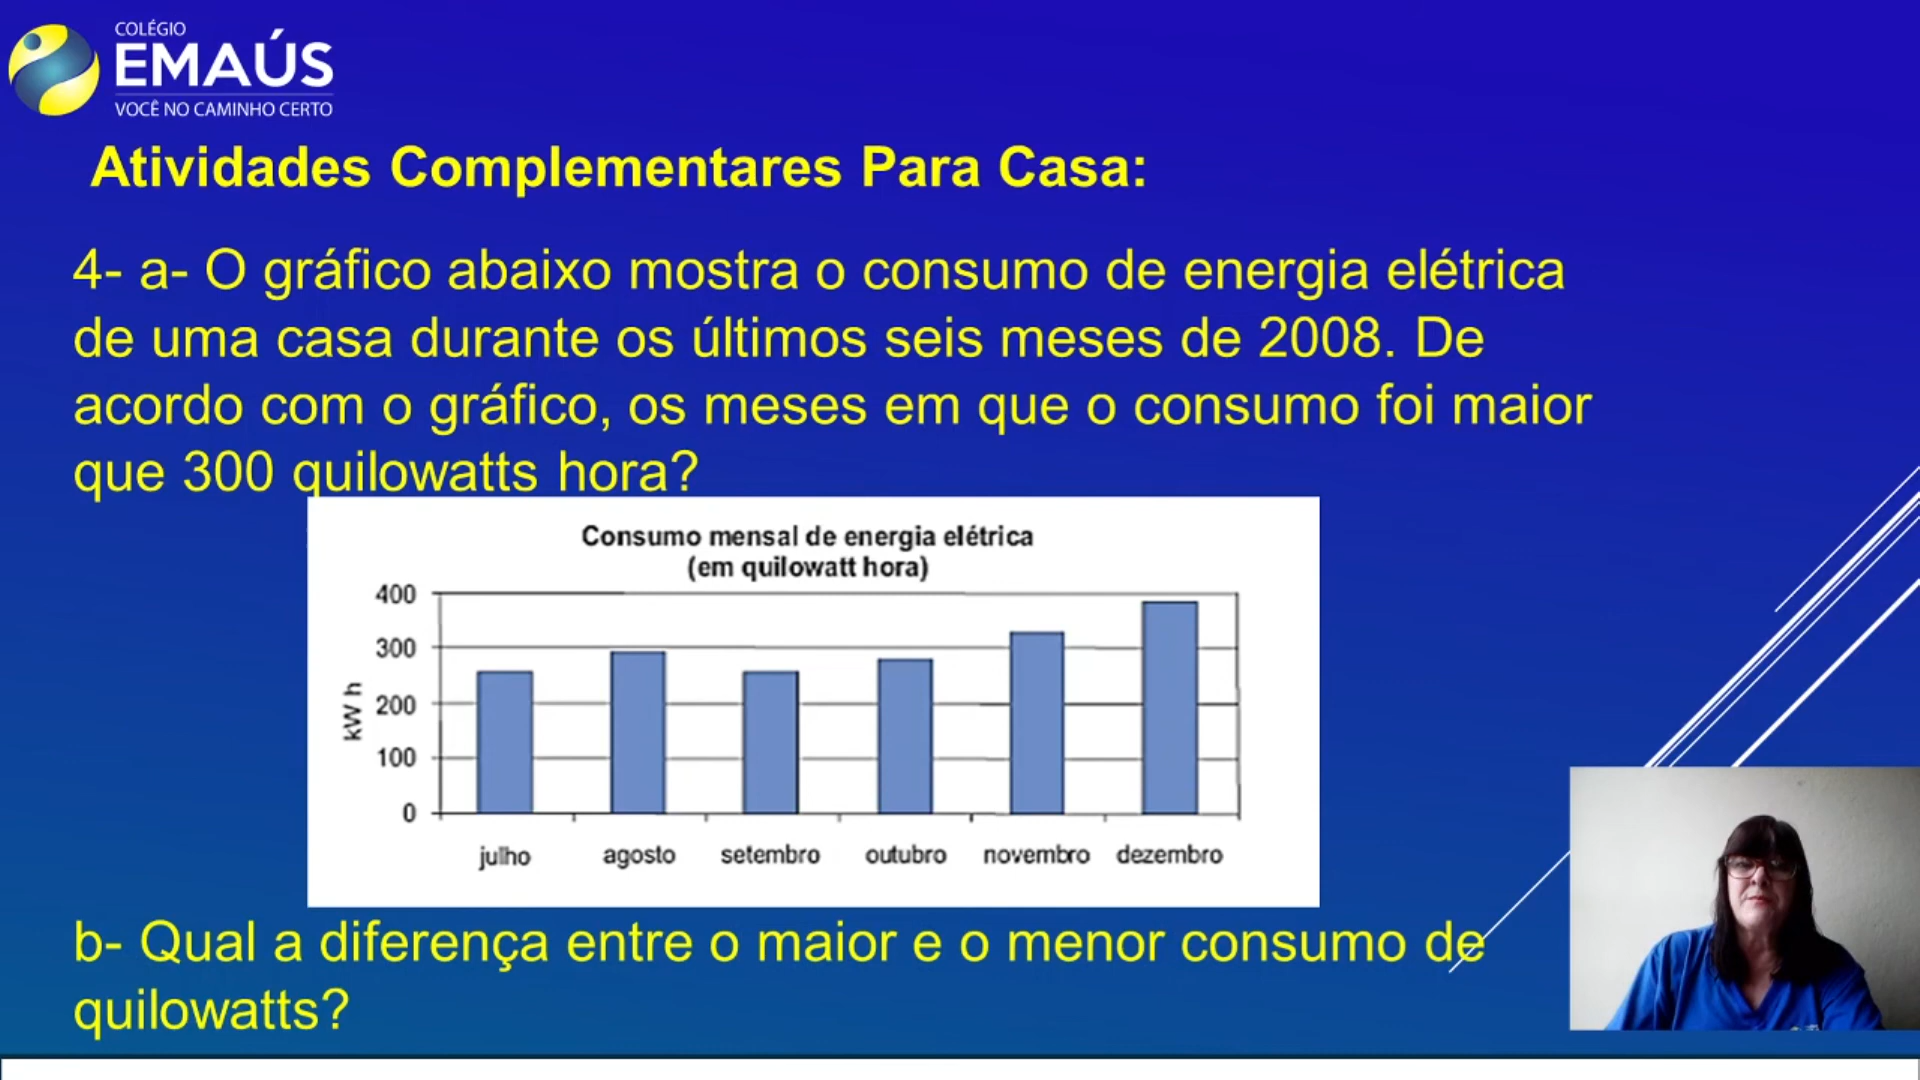 COLÉGIO
EMAÚS
VOCÊ NO CAMINHO CERTO
Atividades Complementares Para Casa:
4- a- O gráfico abaixo mostra o consumo de energia elétrica
de uma casa durante os últimos seis meses de 2008. De
acordo com o gráfico, os meses em que o consumo foi maior
que 300 quilowatts hora?
Consumo mensal de energia elétrica
(em quilowatt hora)
400
300
200
100
0
kW h
julho agosto setembro outubro novembro dezembro
b- Qual a diferença entre o maior e o menor consumo de
quilowatts?